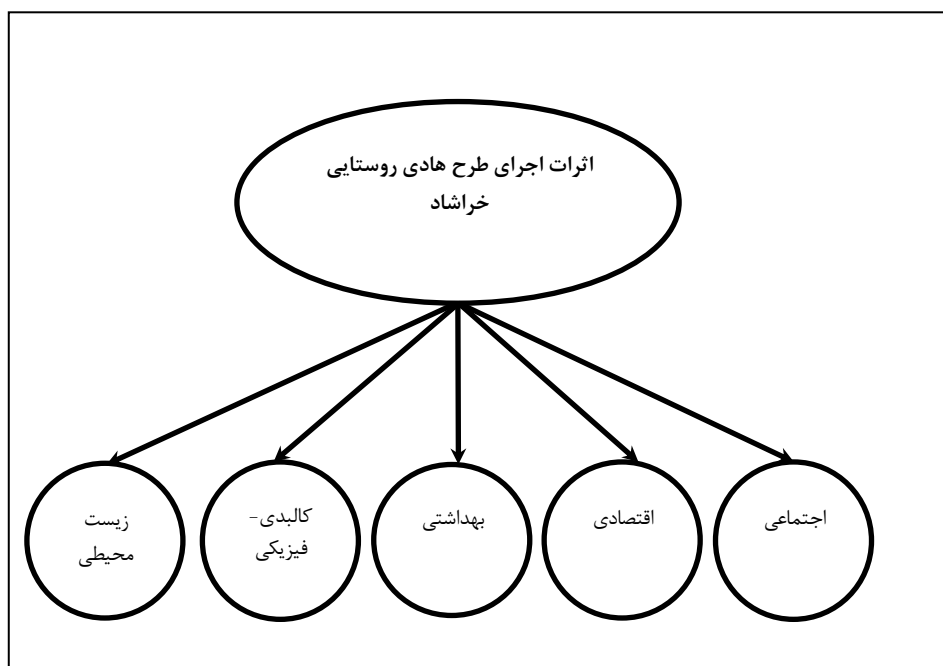 اثرات اجرای طرح هادی روستایی
خراشاد
اجتماعی
اقتصادی
بهداشتی
کالبدی-
فیزیکی
زیست
محیطی